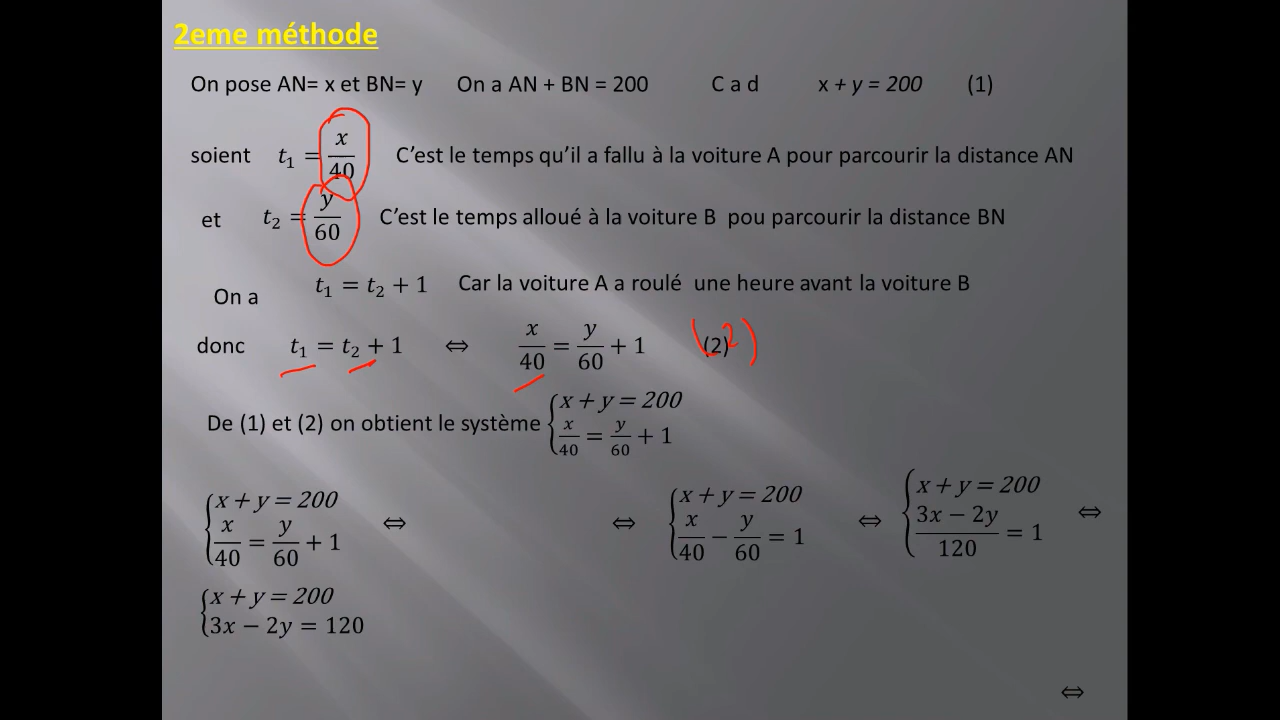 2eme méthode
On pose AN= x et BN= y On a AN + BN = 200 C a d x + y = 200 (1)
soient t₁ = x/40 C'est le temps qu'il a fallu à la voiture A pour parcourir la distance AN
et t₂ = y/60 C'est le temps alloué à la voiture B pou parcourir la distance BN
On a t₁ = t₂ + 1 Car la voiture A a roulé une heure avant la voiture B
donc t₁ = t₂ + 1 ⇔ x/40 = y/60 + 1 (2) (2)
De (1) et (2) on obtient le système { x + y = 200
x/40 = y/60 + 1
{ x + y = 200 ⇔ ⇔ { x + y = 200 ⇔ { x + y = 200 ⇔
x/40 = y/60 + 1 x/40 − y/60 = 1 (3x − 2y)/120 = 1
{ x + y = 200
3x − 2y = 120
⇔